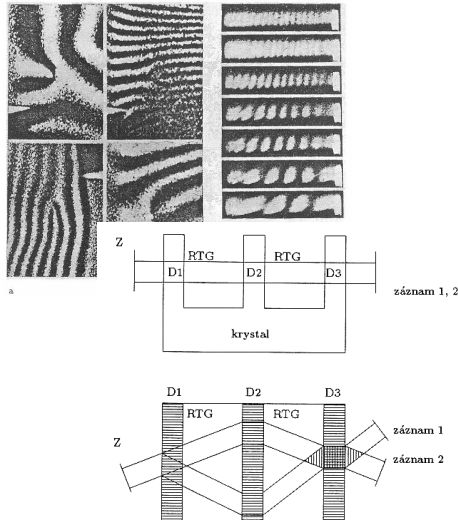 a
Z
RTG
RTG
D1
D2
D3
záznam 1, 2
krystal
D1
D2
D3
RTG
RTG
záznam 1
Z
záznam 2